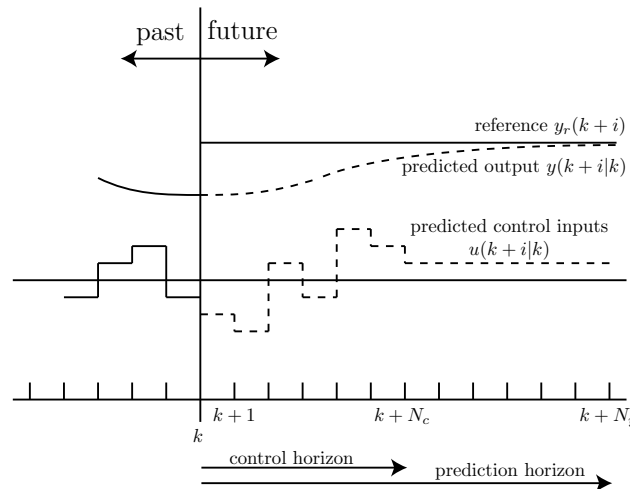 past future
reference y_r(k + i)
predicted output y(k + i|k)
predicted control inputs
u(k + i|k)
k + 1
k + N_c
k + N
k
control horizon
prediction horizon